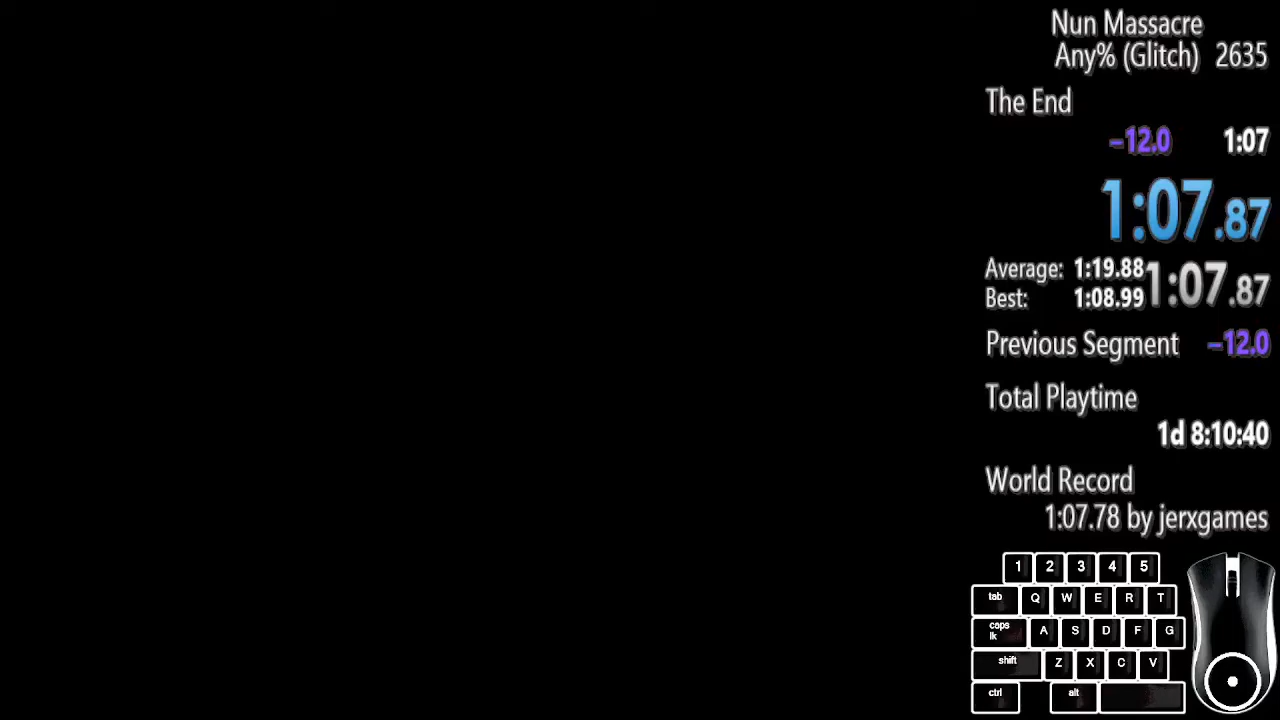 Nun Massacre
Any% (Glitch) 2635
The End
-12.0 1:07
1:07.87
Average: 1:19.88
Best: 1:08.99
1:07.87
Previous Segment -12.0
Total Playtime
1d 8:10:40
World Record
1:07.78 by jerxgames
1 2 3 4 5
tab Q W E R T
caps lk A S D F G
shift Z X C V
ctrl alt